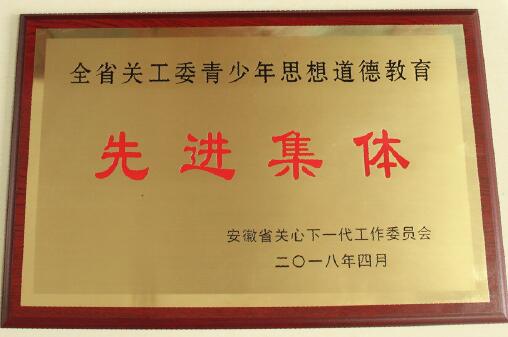 全省关工委青少年思想道德教育
先进集体
安徽省关心下一代工作委员会
二〇一八年四月